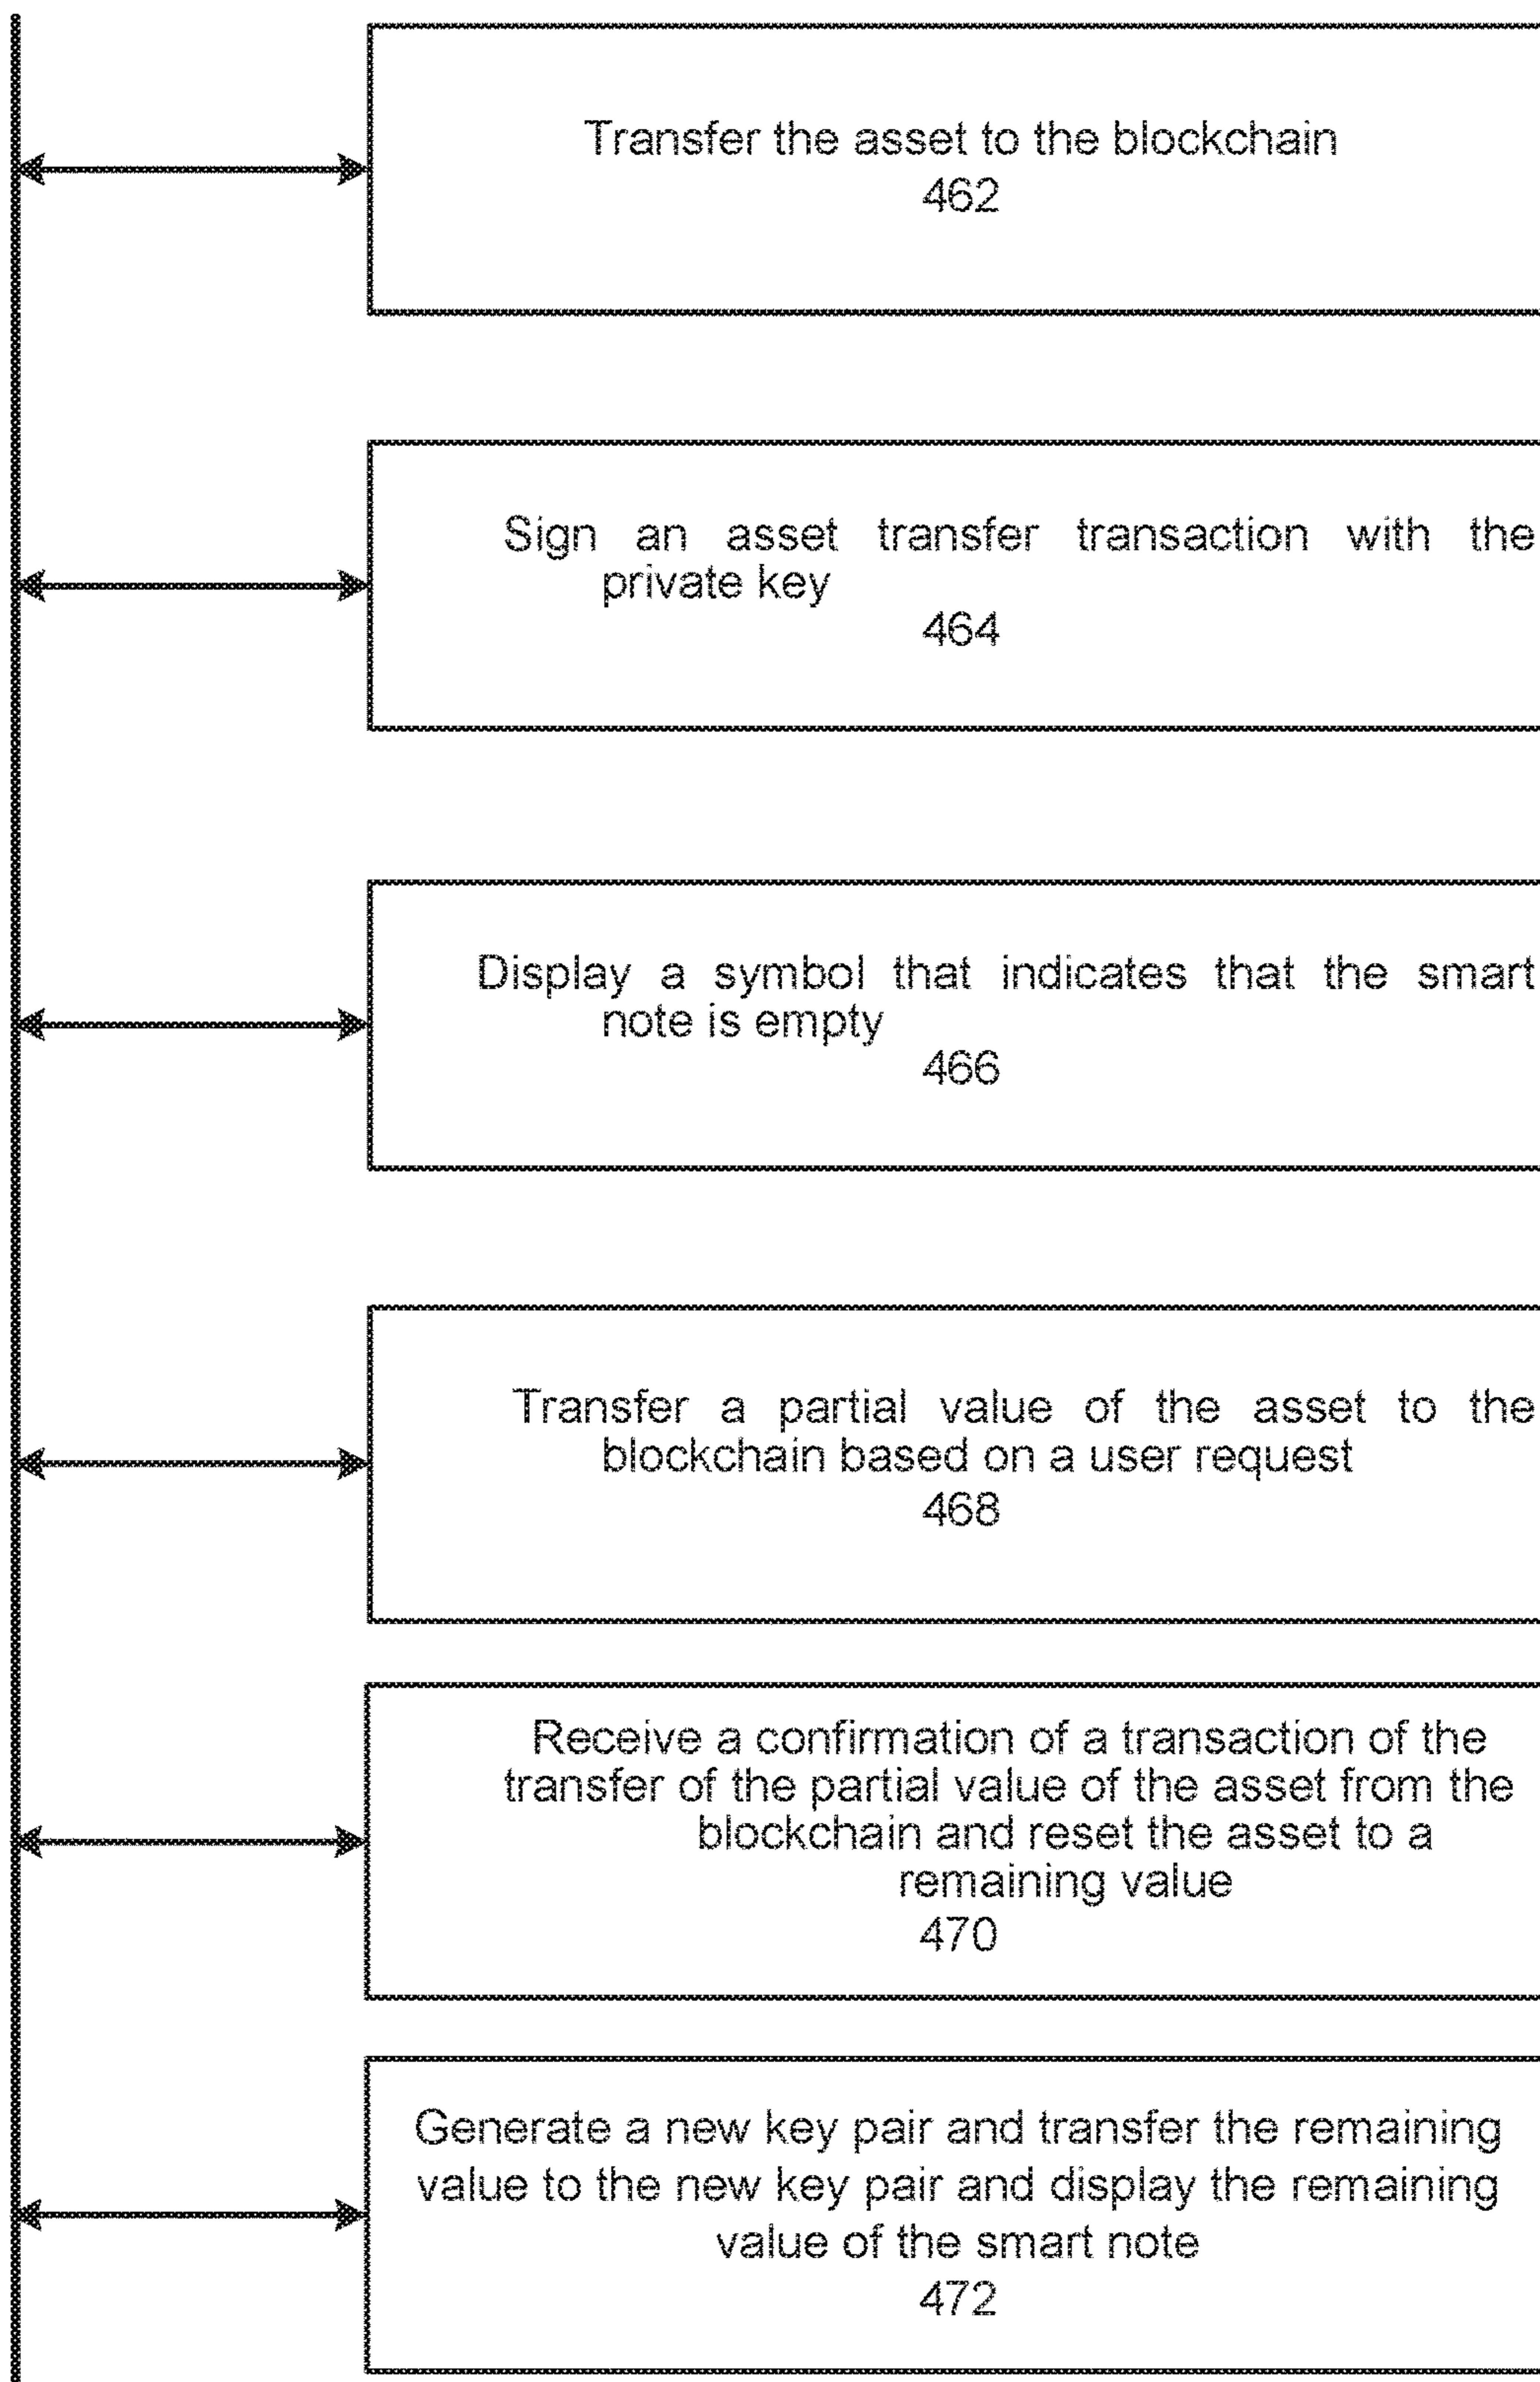 Transfer the asset to the blockchain
462
Sign an asset transfer transaction with the
private key
464
Display a symbol that indicates that the smart
note is empty
466
Transfer a partial value of the asset to the
blockchain based on a user request
468
Receive a confirmation of a transaction of the
transfer of the partial value of the asset from the
blockchain and reset the asset to a
remaining value
470
Generate a new key pair and transfer the remaining
value to the new key pair and display the remaining
value of the smart note
472